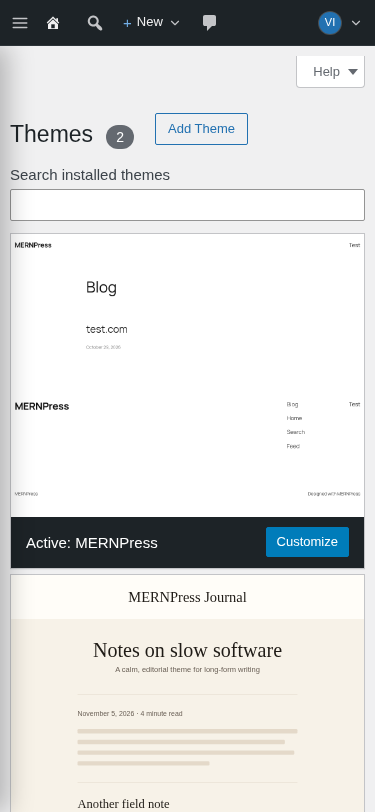 + New
VI
Help
Themes 2 Add Theme
Search installed themes
MERNPress Test
Blog
test.com
October 28, 2006
MERNPress Blog Test
Home
Search
Feed
MERNPress Designed with MERNPress
Active: MERNPress Customize
MERNPress Journal
Notes on slow software
A calm, editorial theme for long-form writing
November 5, 2026 · 4 minute read
Another field note